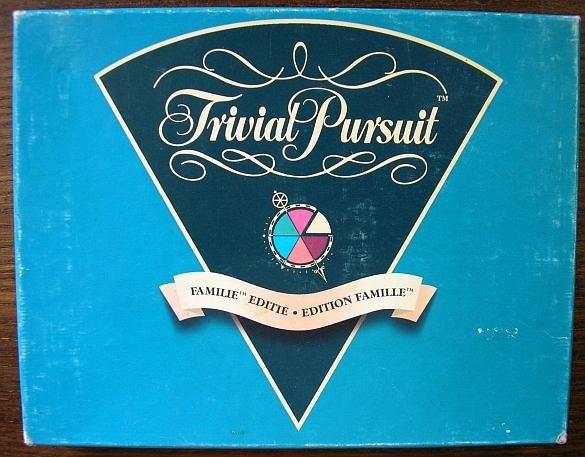 Trivial Pursuit™
FAMILIE™ EDITIE • EDITION FAMILLE™